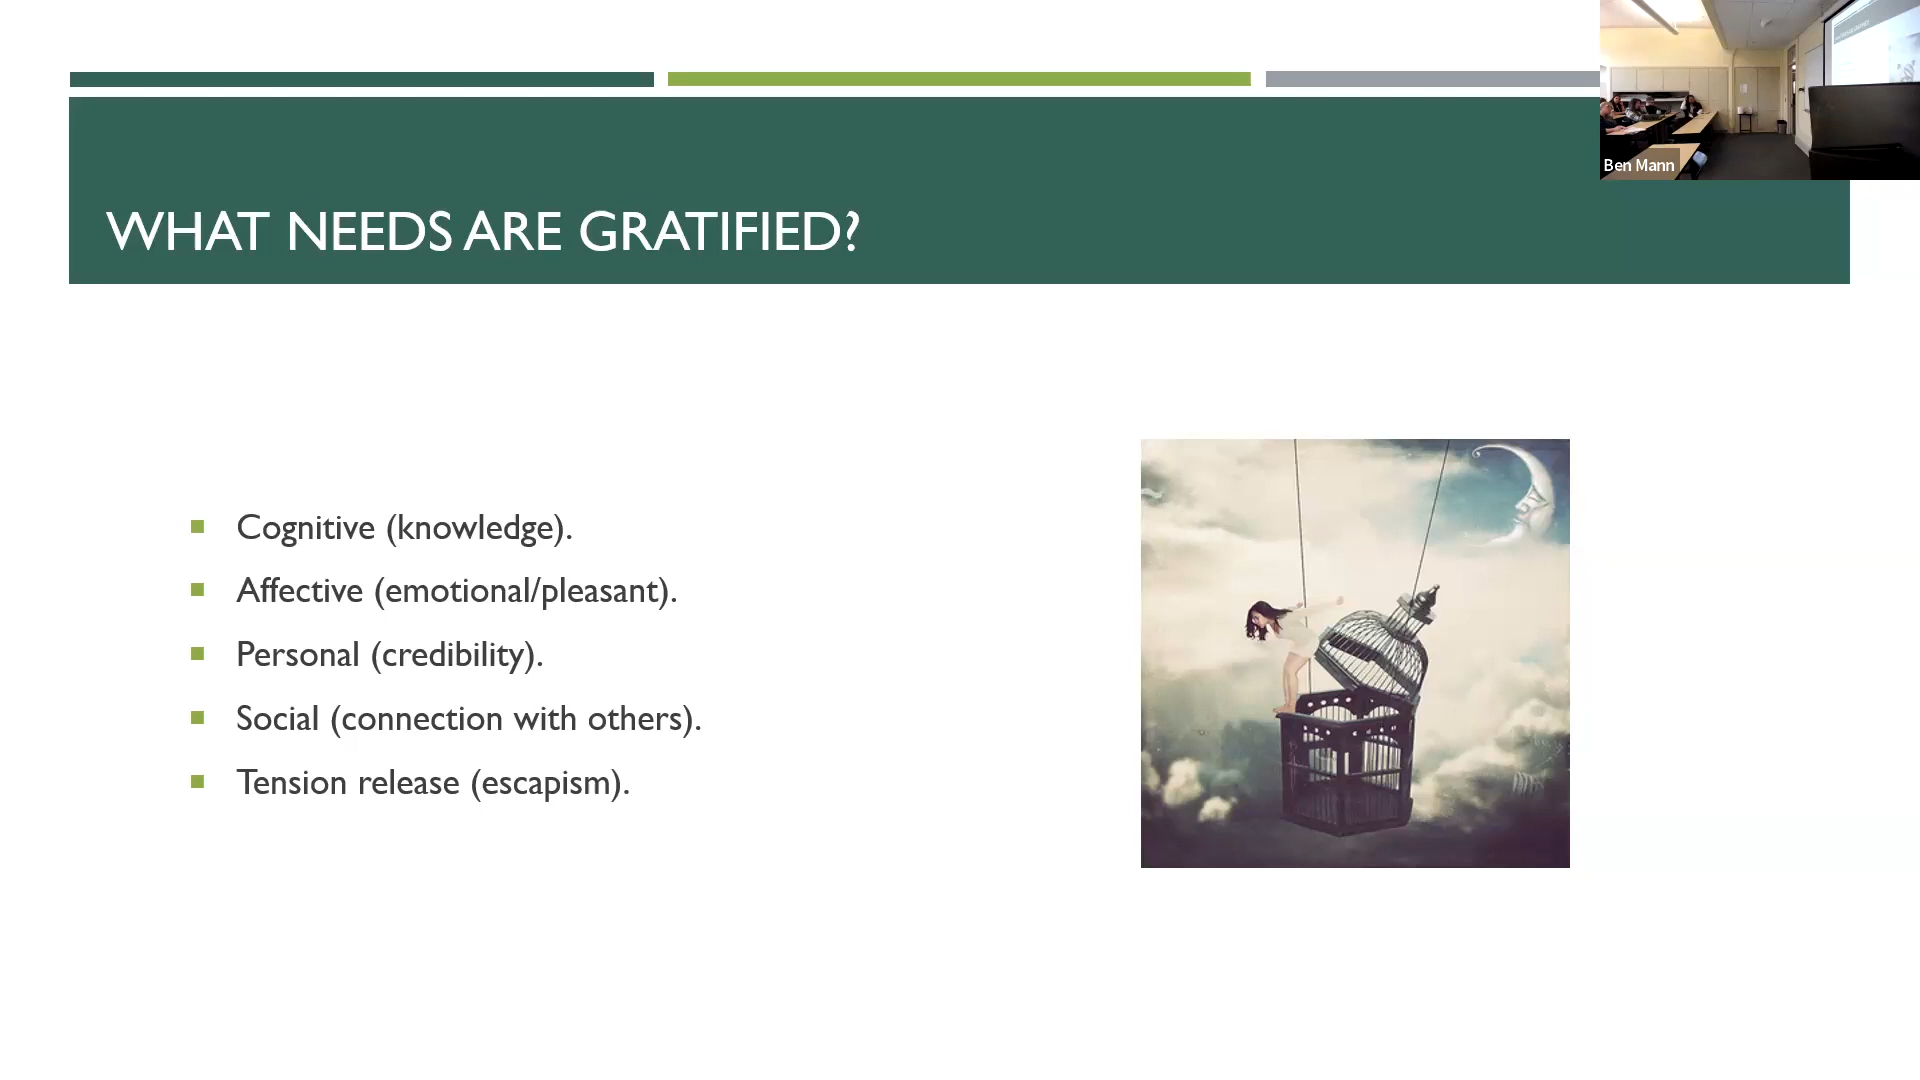 Ben Mann
WHAT NEEDS ARE GRATIFIED?
Cognitive (knowledge).
Affective (emotional/pleasant).
Personal (credibility).
Social (connection with others).
Tension release (escapism).